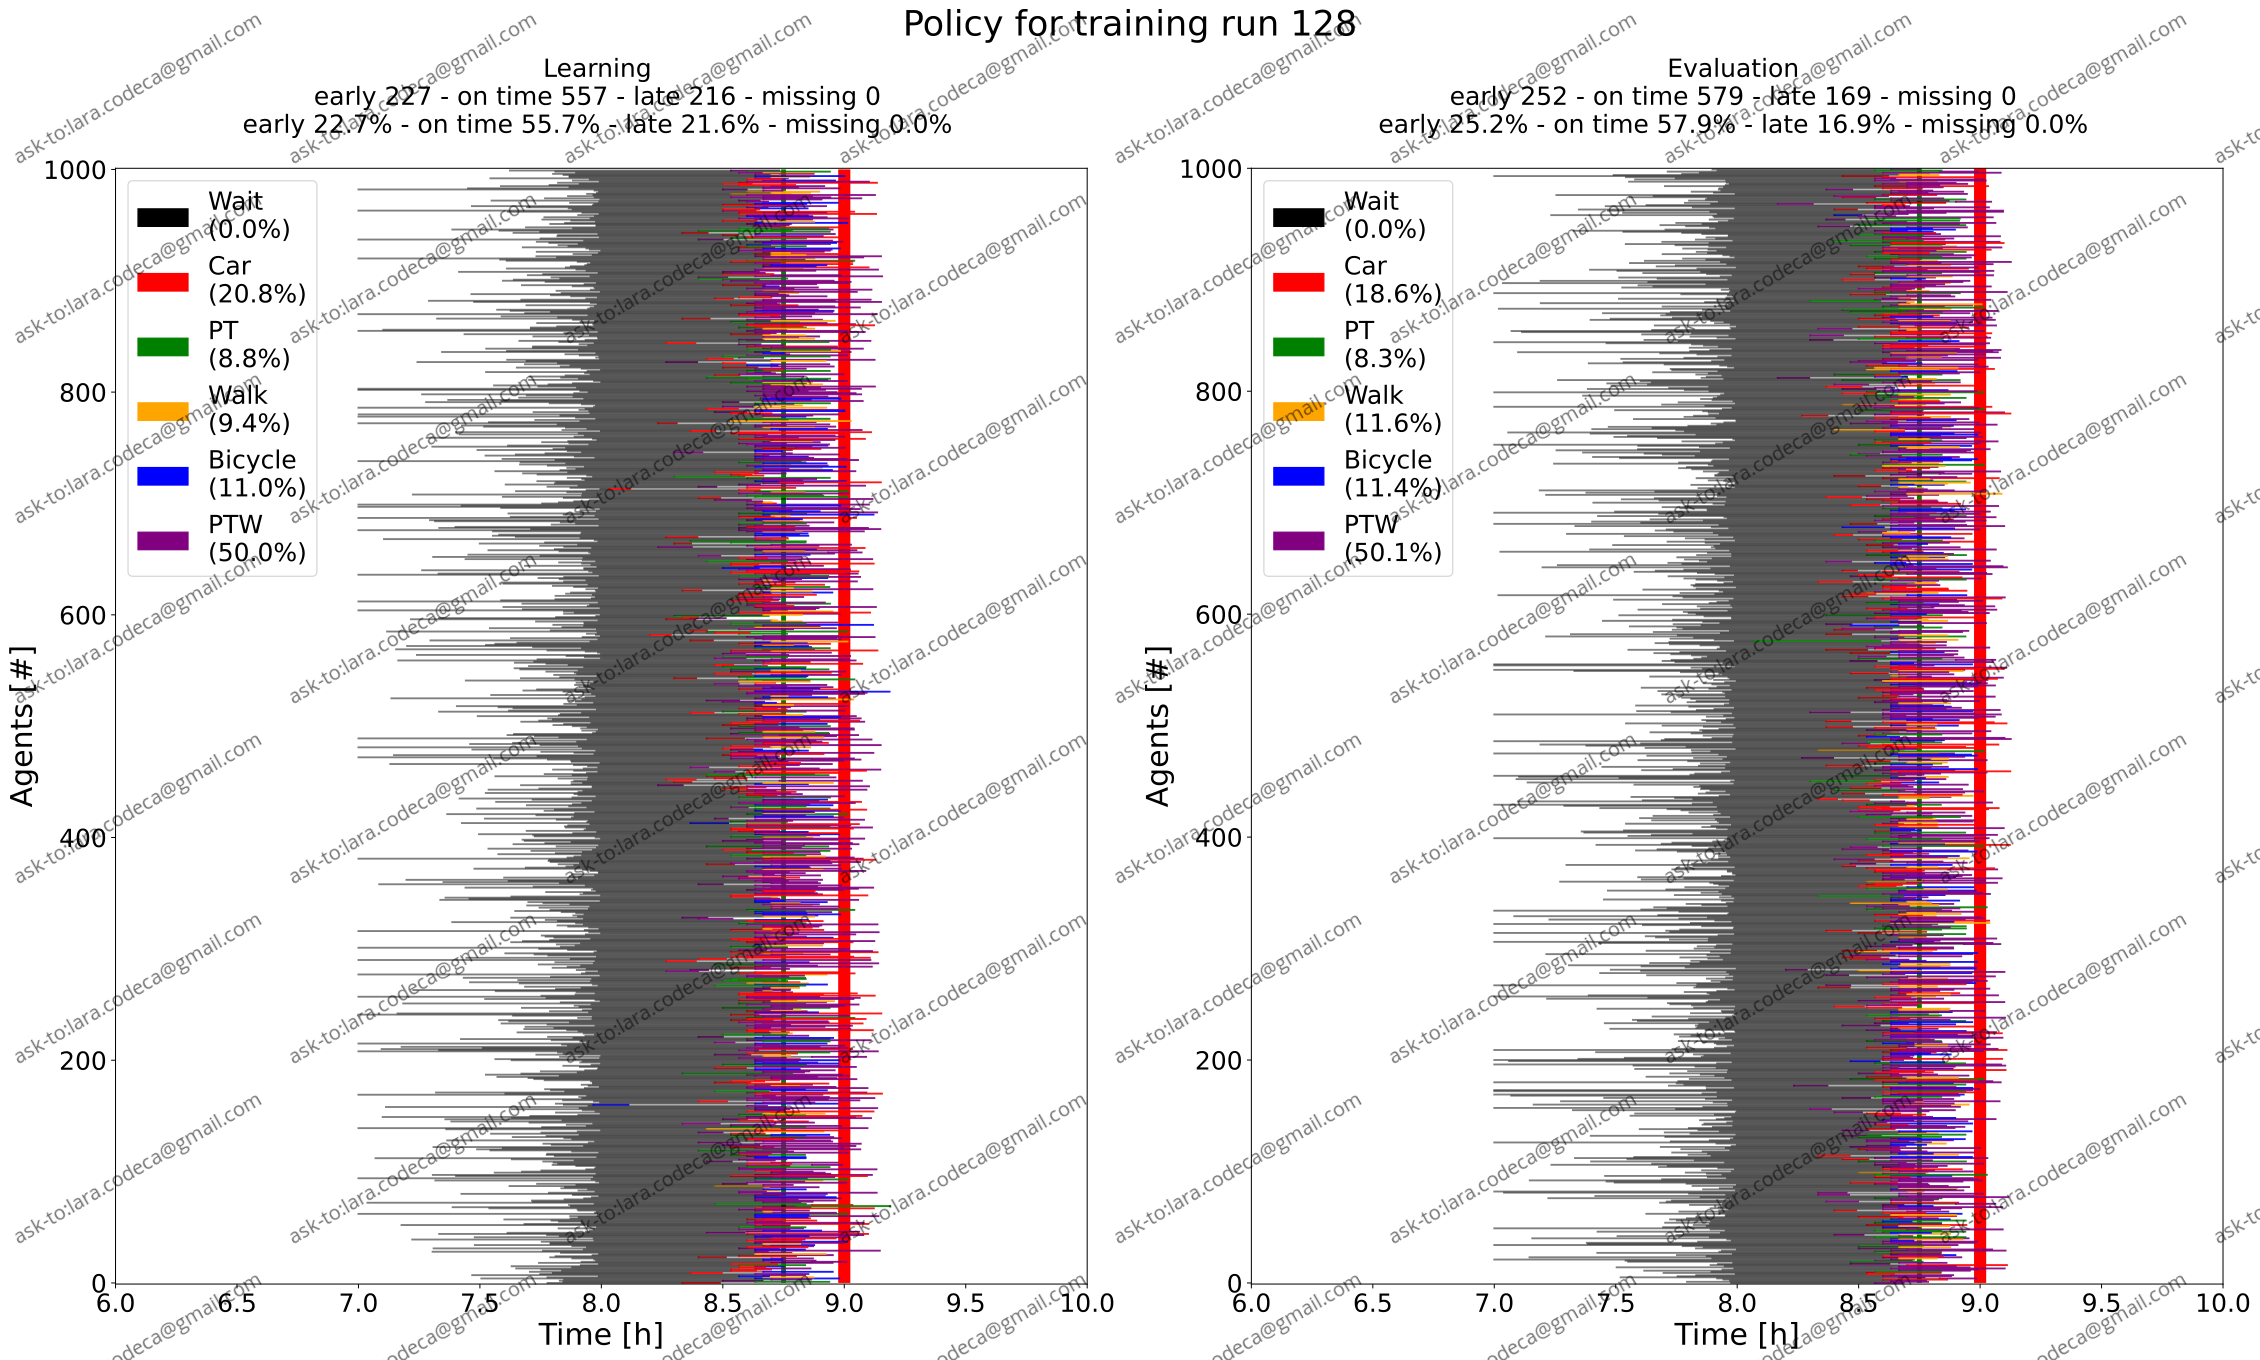 Policy for training run 128
Learning
early 227 - on time 557 - late 216 - missing 0
early 22.7% - on time 55.7% - late 21.6% - missing 0.0%
Wait
(0.0%)
Car
(20.8%)
PT
(8.8%)
Walk
(9.4%)
Bicycle
(11.0%)
PTW
(50.0%)
Agents [#]
1000
800
600
400
200
0
6.0 6.5 7.0 7.5 8.0 8.5 9.0 9.5 10.0
Time [h]
Evaluation
early 252 - on time 579 - late 169 - missing 0
early 25.2% - on time 57.9% - late 16.9% - missing 0.0%
Wait
(0.0%)
Car
(18.6%)
PT
(8.3%)
Walk
(11.6%)
Bicycle
(11.4%)
PTW
(50.1%)
Agents [#]
1000
800
600
400
200
0
6.0 6.5 7.0 7.5 8.0 8.5 9.0 9.5 10.0
Time [h]
ask-to:lara.codeca@gmail.com